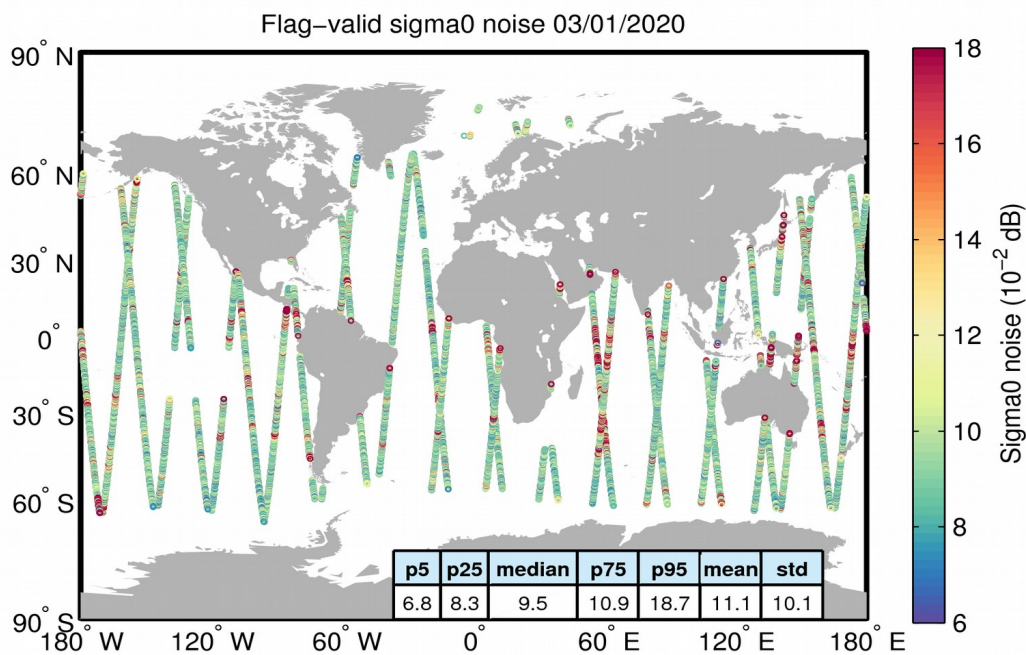 Flag−valid sigma0 noise 03/01/2020
90° N
60° N
30° N
0°
30° S
60° S
90° S
180° W 120° W 60° W 0° 60° E 120° E 180° E
p5 p25 median p75 p95 mean std
6.8 8.3 9.5 10.9 18.7 11.1 10.1
18
16
14
12
10
8
6
Sigma0 noise (10⁻² dB)